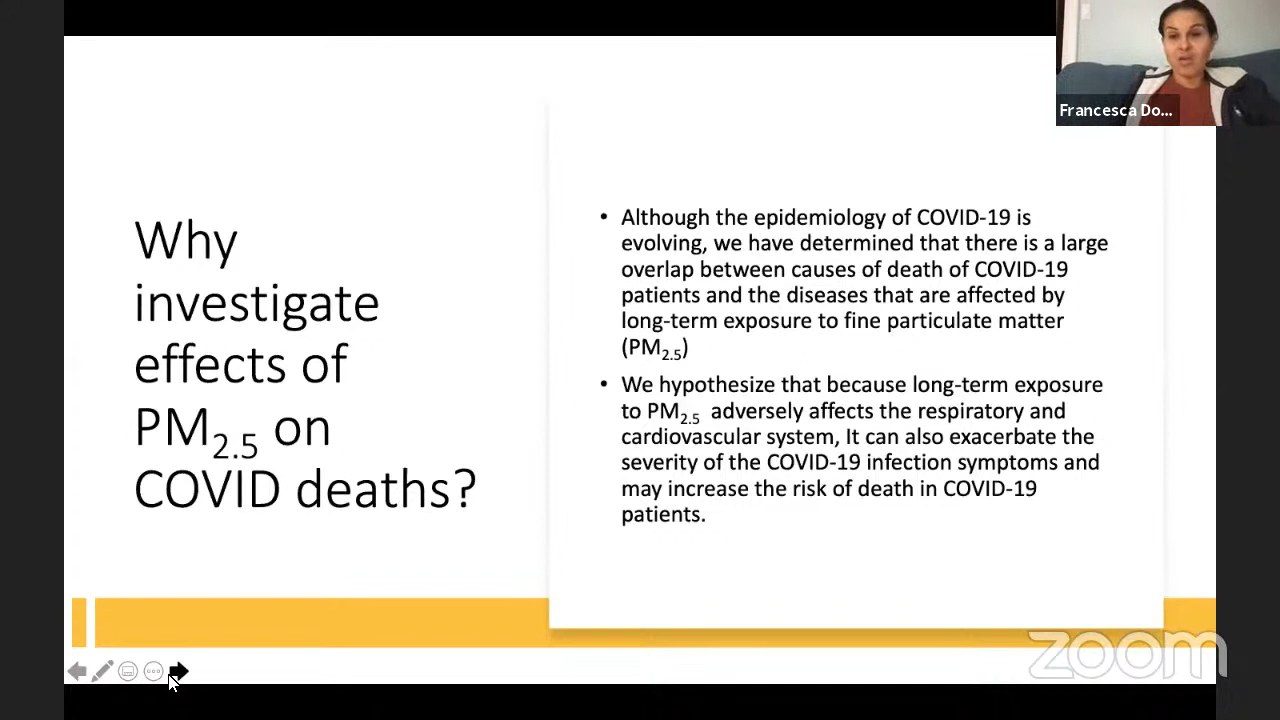 Francesca Do...
Why
investigate
effects of
PM2.5 on
COVID deaths?
• Although the epidemiology of COVID-19 is
evolving, we have determined that there is a large
overlap between causes of death of COVID-19
patients and the diseases that are affected by
long-term exposure to fine particulate matter
(PM2.5)
• We hypothesize that because long-term exposure
to PM2.5 adversely affects the respiratory and
cardiovascular system, It can also exacerbate the
severity of the COVID-19 infection symptoms and
may increase the risk of death in COVID-19
patients.
zoom